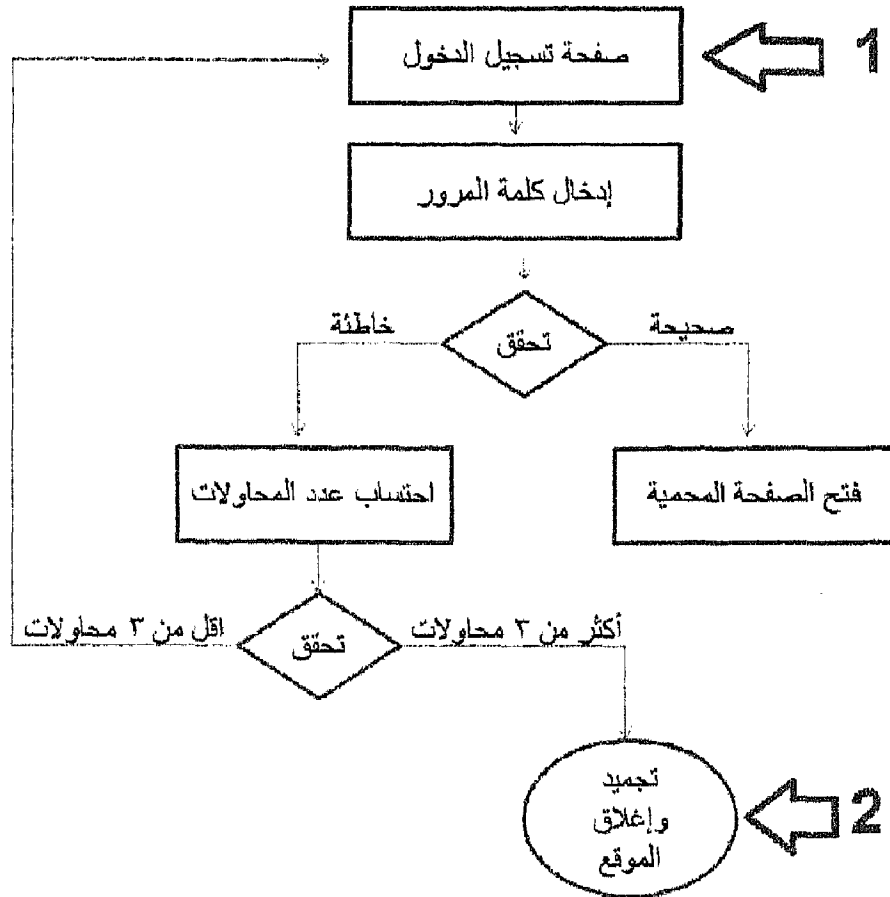 صفحة تسجيل الدخول
1
إدخال كلمة المرور
تحقق
صحيحة
خاطئة
فتح الصفحة المحمية
احتساب عدد المحاولات
تحقق
أكثر من ٣ محاولات
اقل من ٣ محاولات
تجميد
وإغلاق
الموقع
2